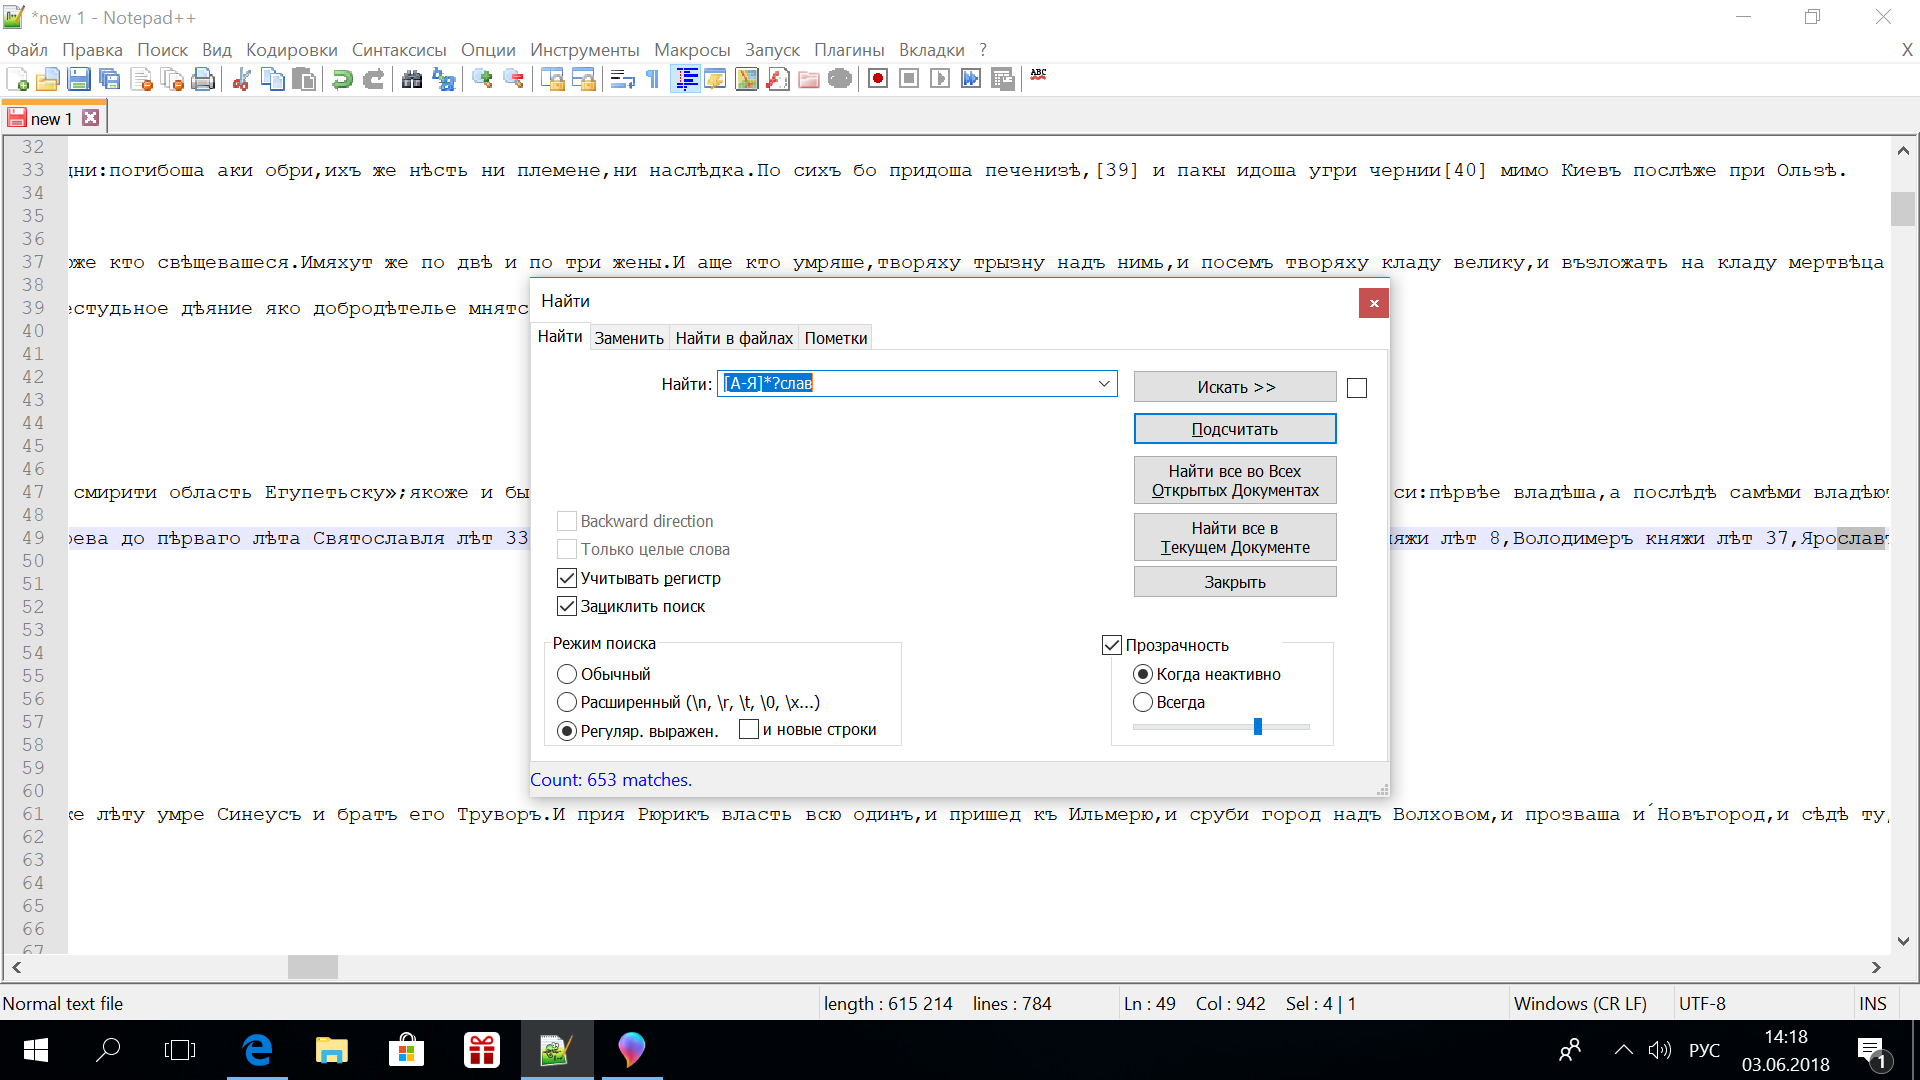 *new 1 - Notepad++
Файл Правка Поиск Вид Кодировки Синтаксисы Опции Инструменты Макросы Запуск Плагины Вкладки ? X
ABC
new 1
32
33 дни:погибоша аки обри,ихъ же нѣсть ни племене,ни наслѣдка.По сихъ бо придоша печенизѣ,[39] и пакы идоша угри чернии[40] мимо Киевъ послѣже при Ользѣ.
34
35
36
37 же кто свѣщевашеся.Имяхут же по двѣ и по три жены.И аще кто умряше,творяху трызну надъ нимь,и посемъ творяху кладу велику,и възложать на кладу мертвѣца
38
39 естудьное дѣяние яко добродѣтелье мнятс
40
41
42
43
44
45
46
47 смирити область Егупетьску»;якоже и бы си:пѣрвѣе владѣша,а послѣдѣ самѣми владѣю
48
49 рева до пѣрваго лѣта Святославля лѣт 33 няжи лѣт 8,Володимеръ княжи лѣт 37,Ярослав
50
51
52
53
54
55
56
57
58
59
60
61 же лѣту умре Синеусъ и братъ его Труворъ.И прия Рюрикъ власть всю одинъ,и пришед къ Ильмерю,и сруби город надъ Волховом,и прозваша и́ Новъгород,и сѣдѣ ту,
62
63
64
65
66
67
Найти
Найти Заменить Найти в файлах Пометки
Найти: [А-Я]*?слав
Искать >>
Подсчитать
Найти все во Всех
Открытых Документах
Найти все в
Текущем Документе
Закрыть
Backward direction
Только целые слова
Учитывать регистр
Зациклить поиск
Режим поиска
Обычный
Расширенный (\n, \r, \t, \0, \x...)
Регуляр. выражен. и новые строки
Прозрачность
Когда неактивно
Всегда
Count: 653 matches.
Normal text file length : 615 214 lines : 784 Ln : 49 Col : 942 Sel : 4 | 1 Windows (CR LF) UTF-8 INS
РУС
14:18
03.06.2018
1